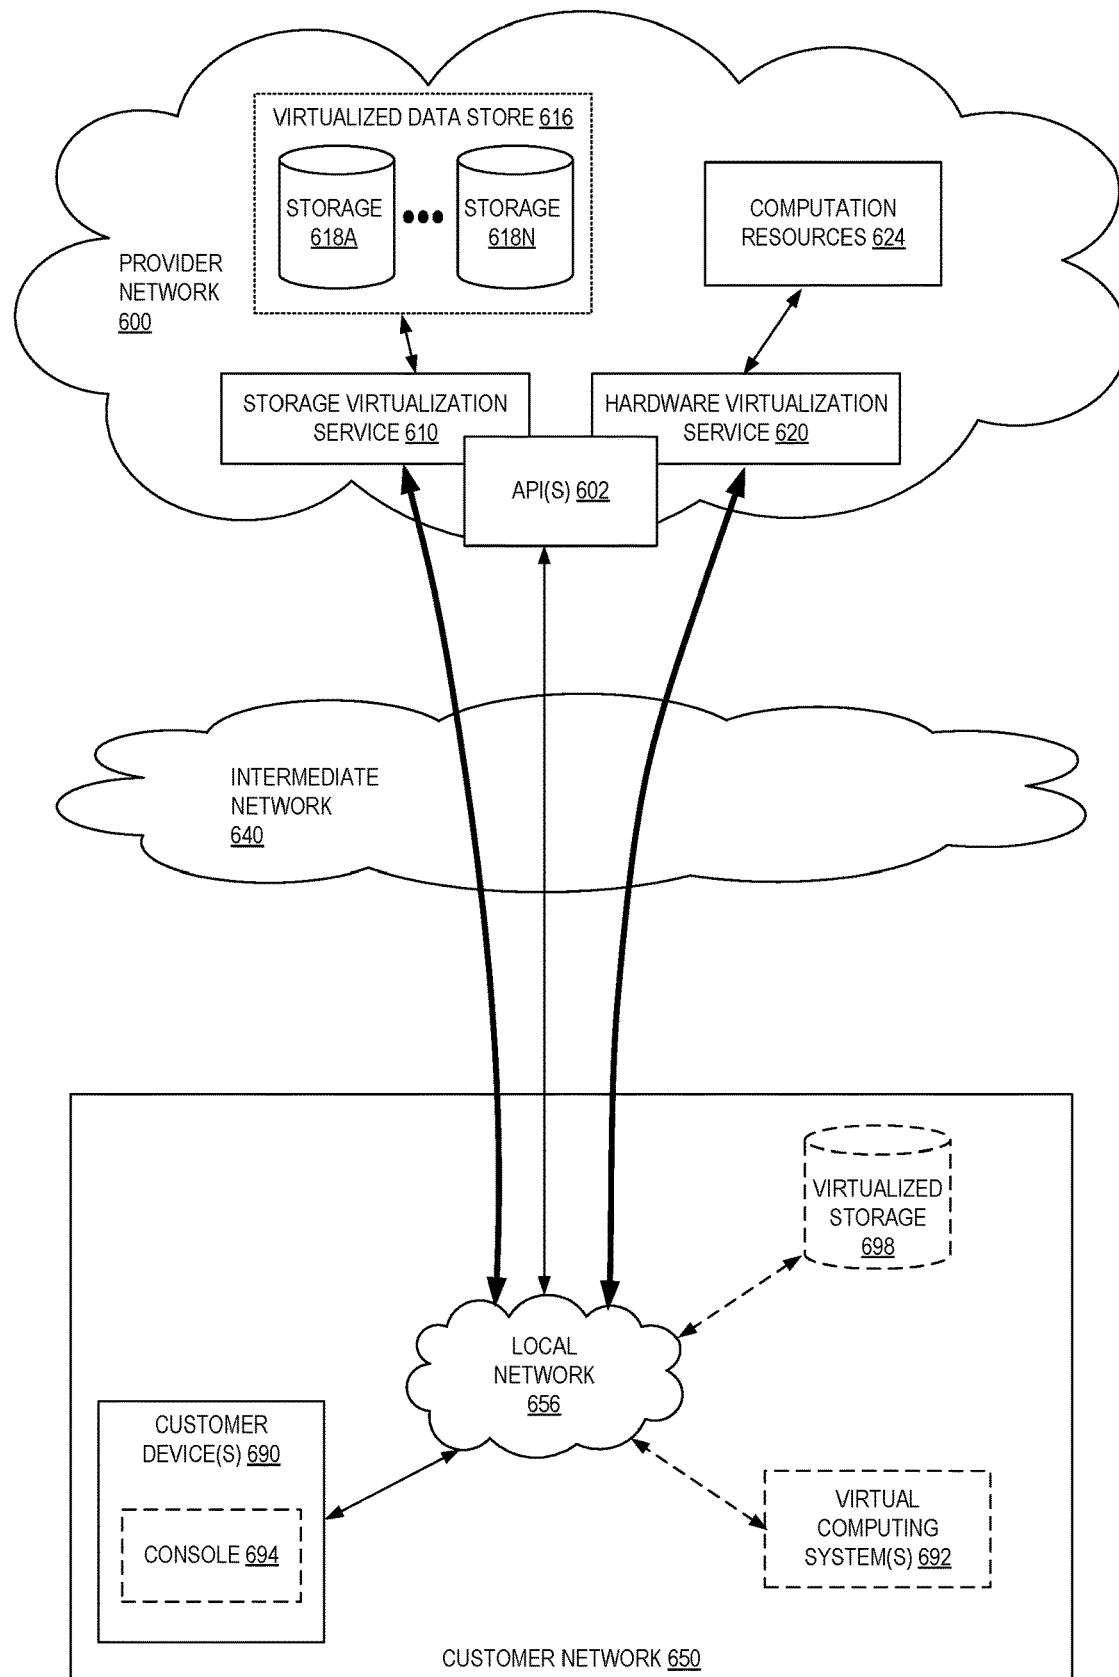 VIRTUALIZED DATA STORE 616
STORAGE
618A
STORAGE
618N
COMPUTATION
RESOURCES 624
PROVIDER
NETWORK
600
STORAGE VIRTUALIZATION
SERVICE 610
HARDWARE VIRTUALIZATION
SERVICE 620
API(S) 602
INTERMEDIATE
NETWORK
640
VIRTUALIZED
STORAGE
698
LOCAL
NETWORK
656
CUSTOMER
DEVICE(S) 690
CONSOLE 694
VIRTUAL
COMPUTING
SYSTEM(S) 692
CUSTOMER NETWORK 650